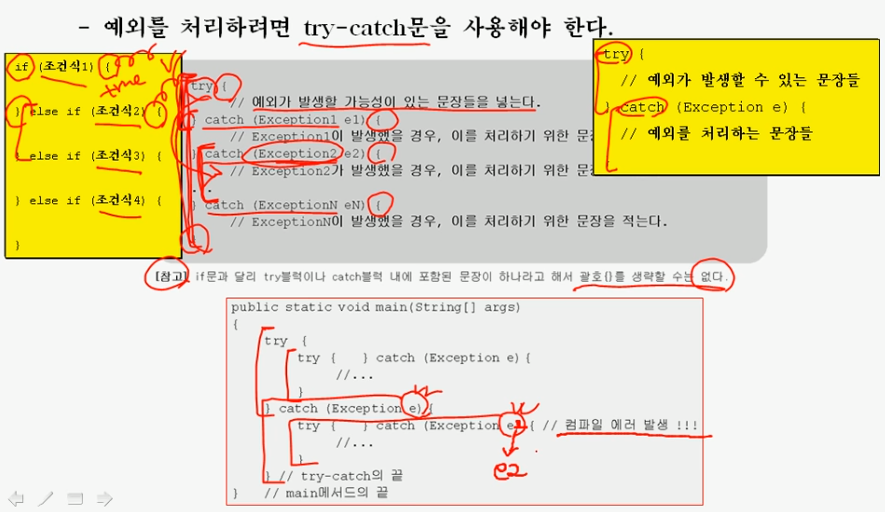 - 예외를 처리하려면 try-catch문을 사용해야 한다.
if (조건식1) {
true
} else if (조건식2) {
else if (조건식3) {
} else if (조건식4) {
}
try {
// 예외가 발생할 가능성이 있는 문장들을 넣는다.
} catch (Exception1 e1) {
// Exception1이 발생했을 경우, 이를 처리하기 위한 문장
} catch (Exception2 e2) {
// Exception2가 발생했을 경우, 이를 처리하기 위한 문장
...
} catch (ExceptionN eN) {
// ExceptionN이 발생했을 경우, 이를 처리하기 위한 문장을 적는다.
}
try {
// 예외가 발생할 수 있는 문장들
} catch (Exception e) {
// 예외를 처리하는 문장들
[참고] if문과 달리 try블럭이나 catch블럭 내에 포함된 문장이 하나라고 해서 괄호{}를 생략할 수는 없다.
public static void main(String[] args)
{
try {
try { } catch (Exception e) {
//...
}
} catch (Exception e) {
try { } catch (Exception e2 { // 컴파일 에러 발생 !!!
//...
}
e2
} // try-catch의 끝
} // main메서드의 끝